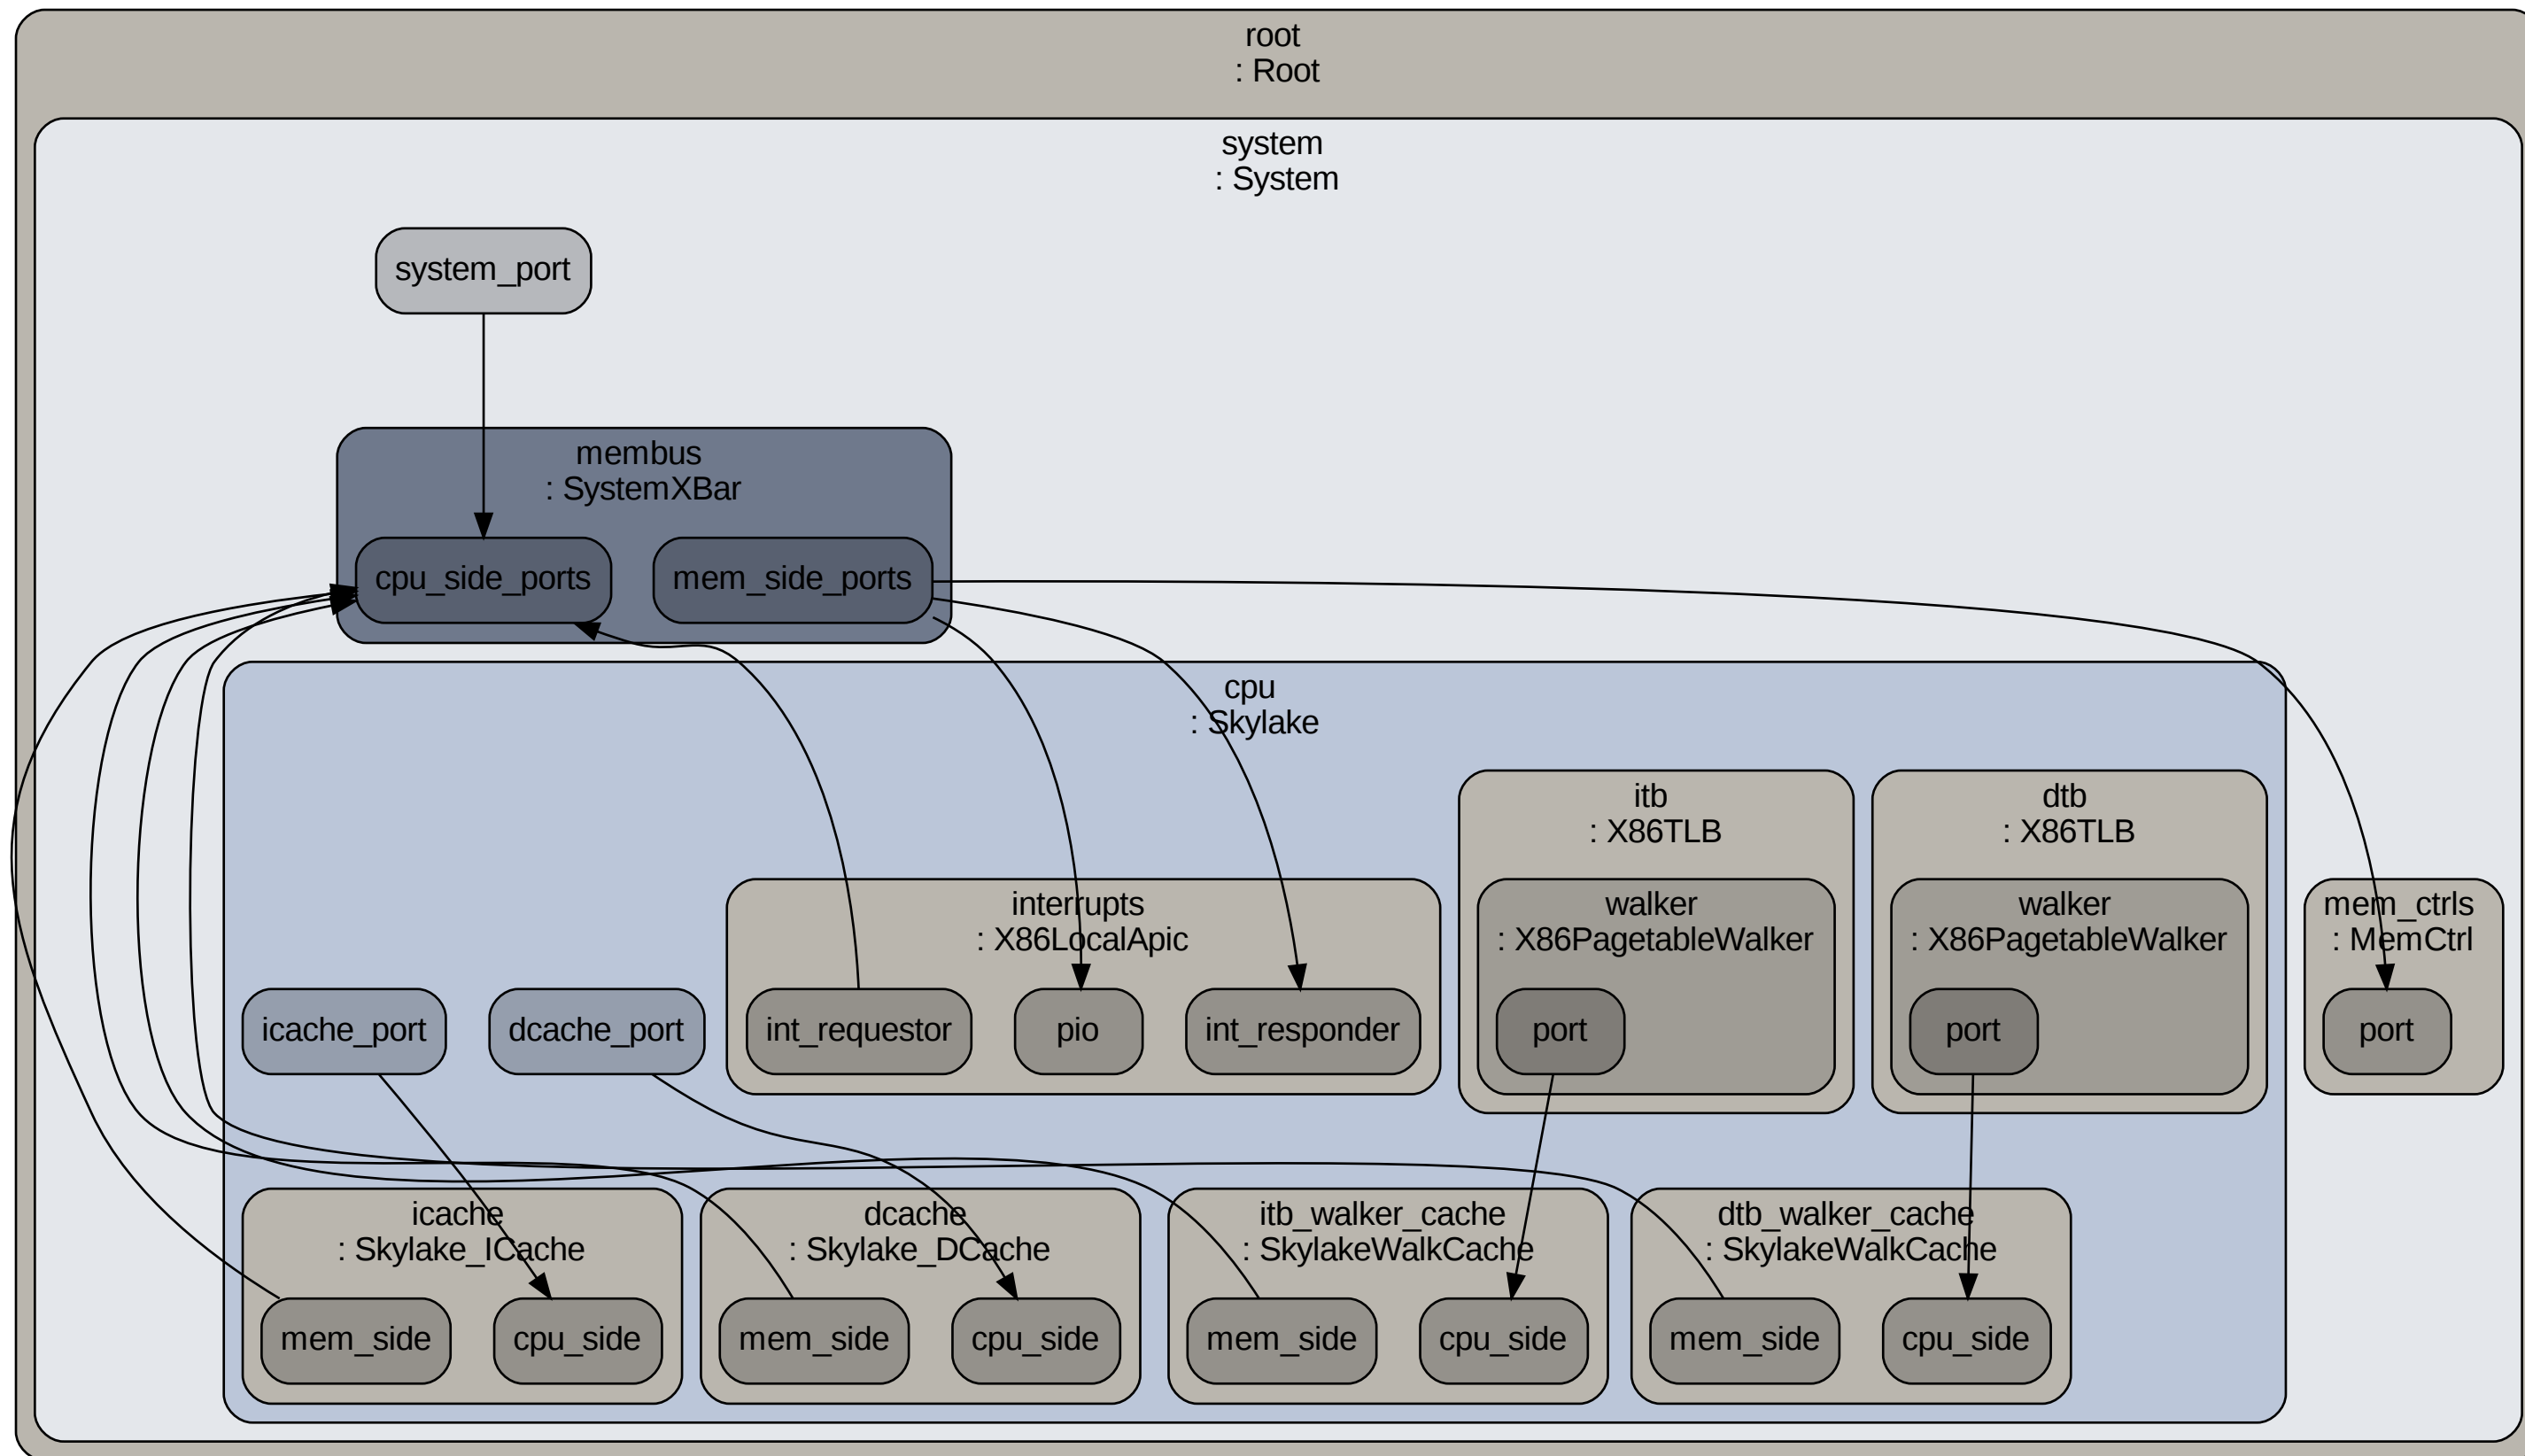 root
: Root
system
: System
system_port
membus
: SystemXBar
cpu_side_ports
mem_side_ports
cpu
: Skylake
itb
: X86TLB
dtb
: X86TLB
interrupts
: X86LocalApic
walker
: X86PagetableWalker
walker
: X86PagetableWalker
mem_ctrls
: MemCtrl
icache_port
dcache_port
int_requestor
pio
int_responder
port
port
port
icache
: Skylake_ICache
dcache
: Skylake_DCache
itb_walker_cache
: SkylakeWalkCache
dtb_walker_cache
: SkylakeWalkCache
mem_side
cpu_side
mem_side
cpu_side
mem_side
cpu_side
mem_side
cpu_side